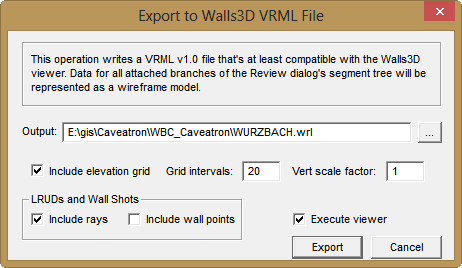 Export to Walls3D VRML File
This operation writes a VRML v1.0 file that's at least compatible with the Walls3D
viewer. Data for all attached branches of the Review dialog's segment tree will be
represented as a wireframe model.
Output: E:\gis\Caveatron\WBC_Caveatron\WURZBACH.wrl ...
Include elevation grid Grid intervals: 20 Vert scale factor: 1
LRUDs and Wall Shots
Include rays Include wall points Execute viewer
Export Cancel